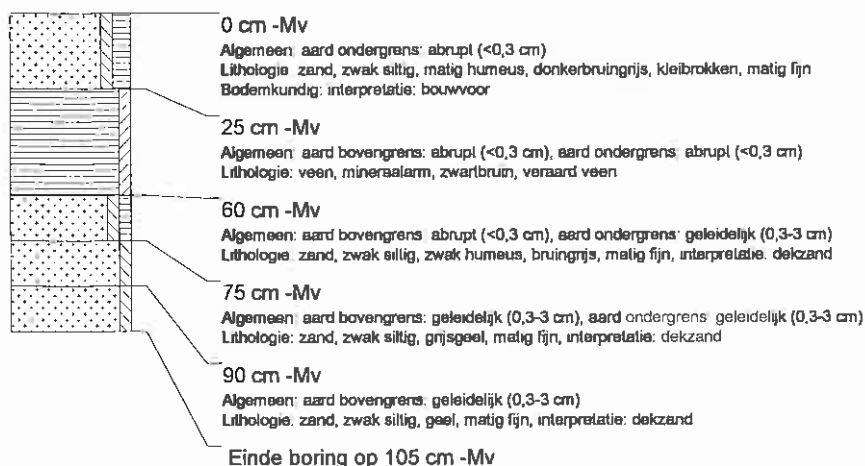 0 cm -Mv
Algemeen: aard ondergrens: abrupt (<0,3 cm)
Lithologie: zand, zwak siltig, matig humeus, donkerbruingrijs, kleibrokken, matig fijn
Bodemkundig: interpretatie: bouwvoor
25 cm -Mv
Algemeen: aard bovengrens: abrupt (<0,3 cm), aard ondergrens: abrupt (<0,3 cm)
Lithologie: veen, mineraalarm, zwartbruin, veraard veen
60 cm -Mv
Algemeen: aard bovengrens: abrupt (<0,3 cm), aard ondergrens: geleidelijk (0,3-3 cm)
Lithologie: zand, zwak siltig, zwak humeus, bruingrijs, matig fijn, interpretatie: dekzand
75 cm -Mv
Algemeen: aard bovengrens: geleidelijk (0,3-3 cm), aard ondergrens: geleidelijk (0,3-3 cm)
Lithologie: zand, zwak siltig, grijsgeel, matig fijn, interpretatie: dekzand
90 cm -Mv
Algemeen: aard bovengrens: geleidelijk (0,3-3 cm)
Lithologie: zand, zwak siltig, geel, matig fijn, interpretatie: dekzand
Einde boring op 105 cm -Mv